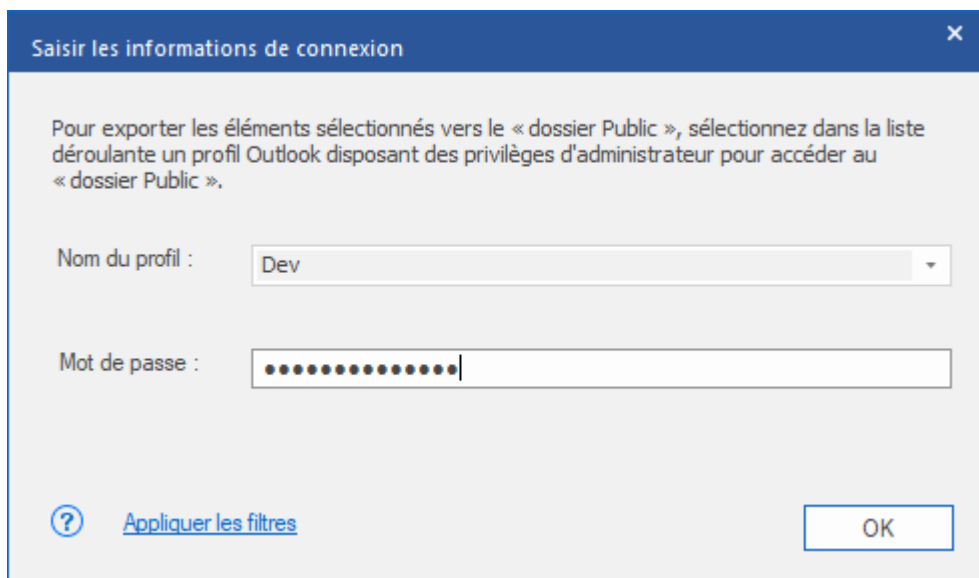 Saisir les informations de connexion
Pour exporter les éléments sélectionnés vers le « dossier Public », sélectionnez dans la liste
déroulante un profil Outlook disposant des privilèges d'administrateur pour accéder au
« dossier Public ».
Nom du profil :
Dev
Mot de passe :
●●●●●●●●●●●●●●
Appliquer les filtres
OK